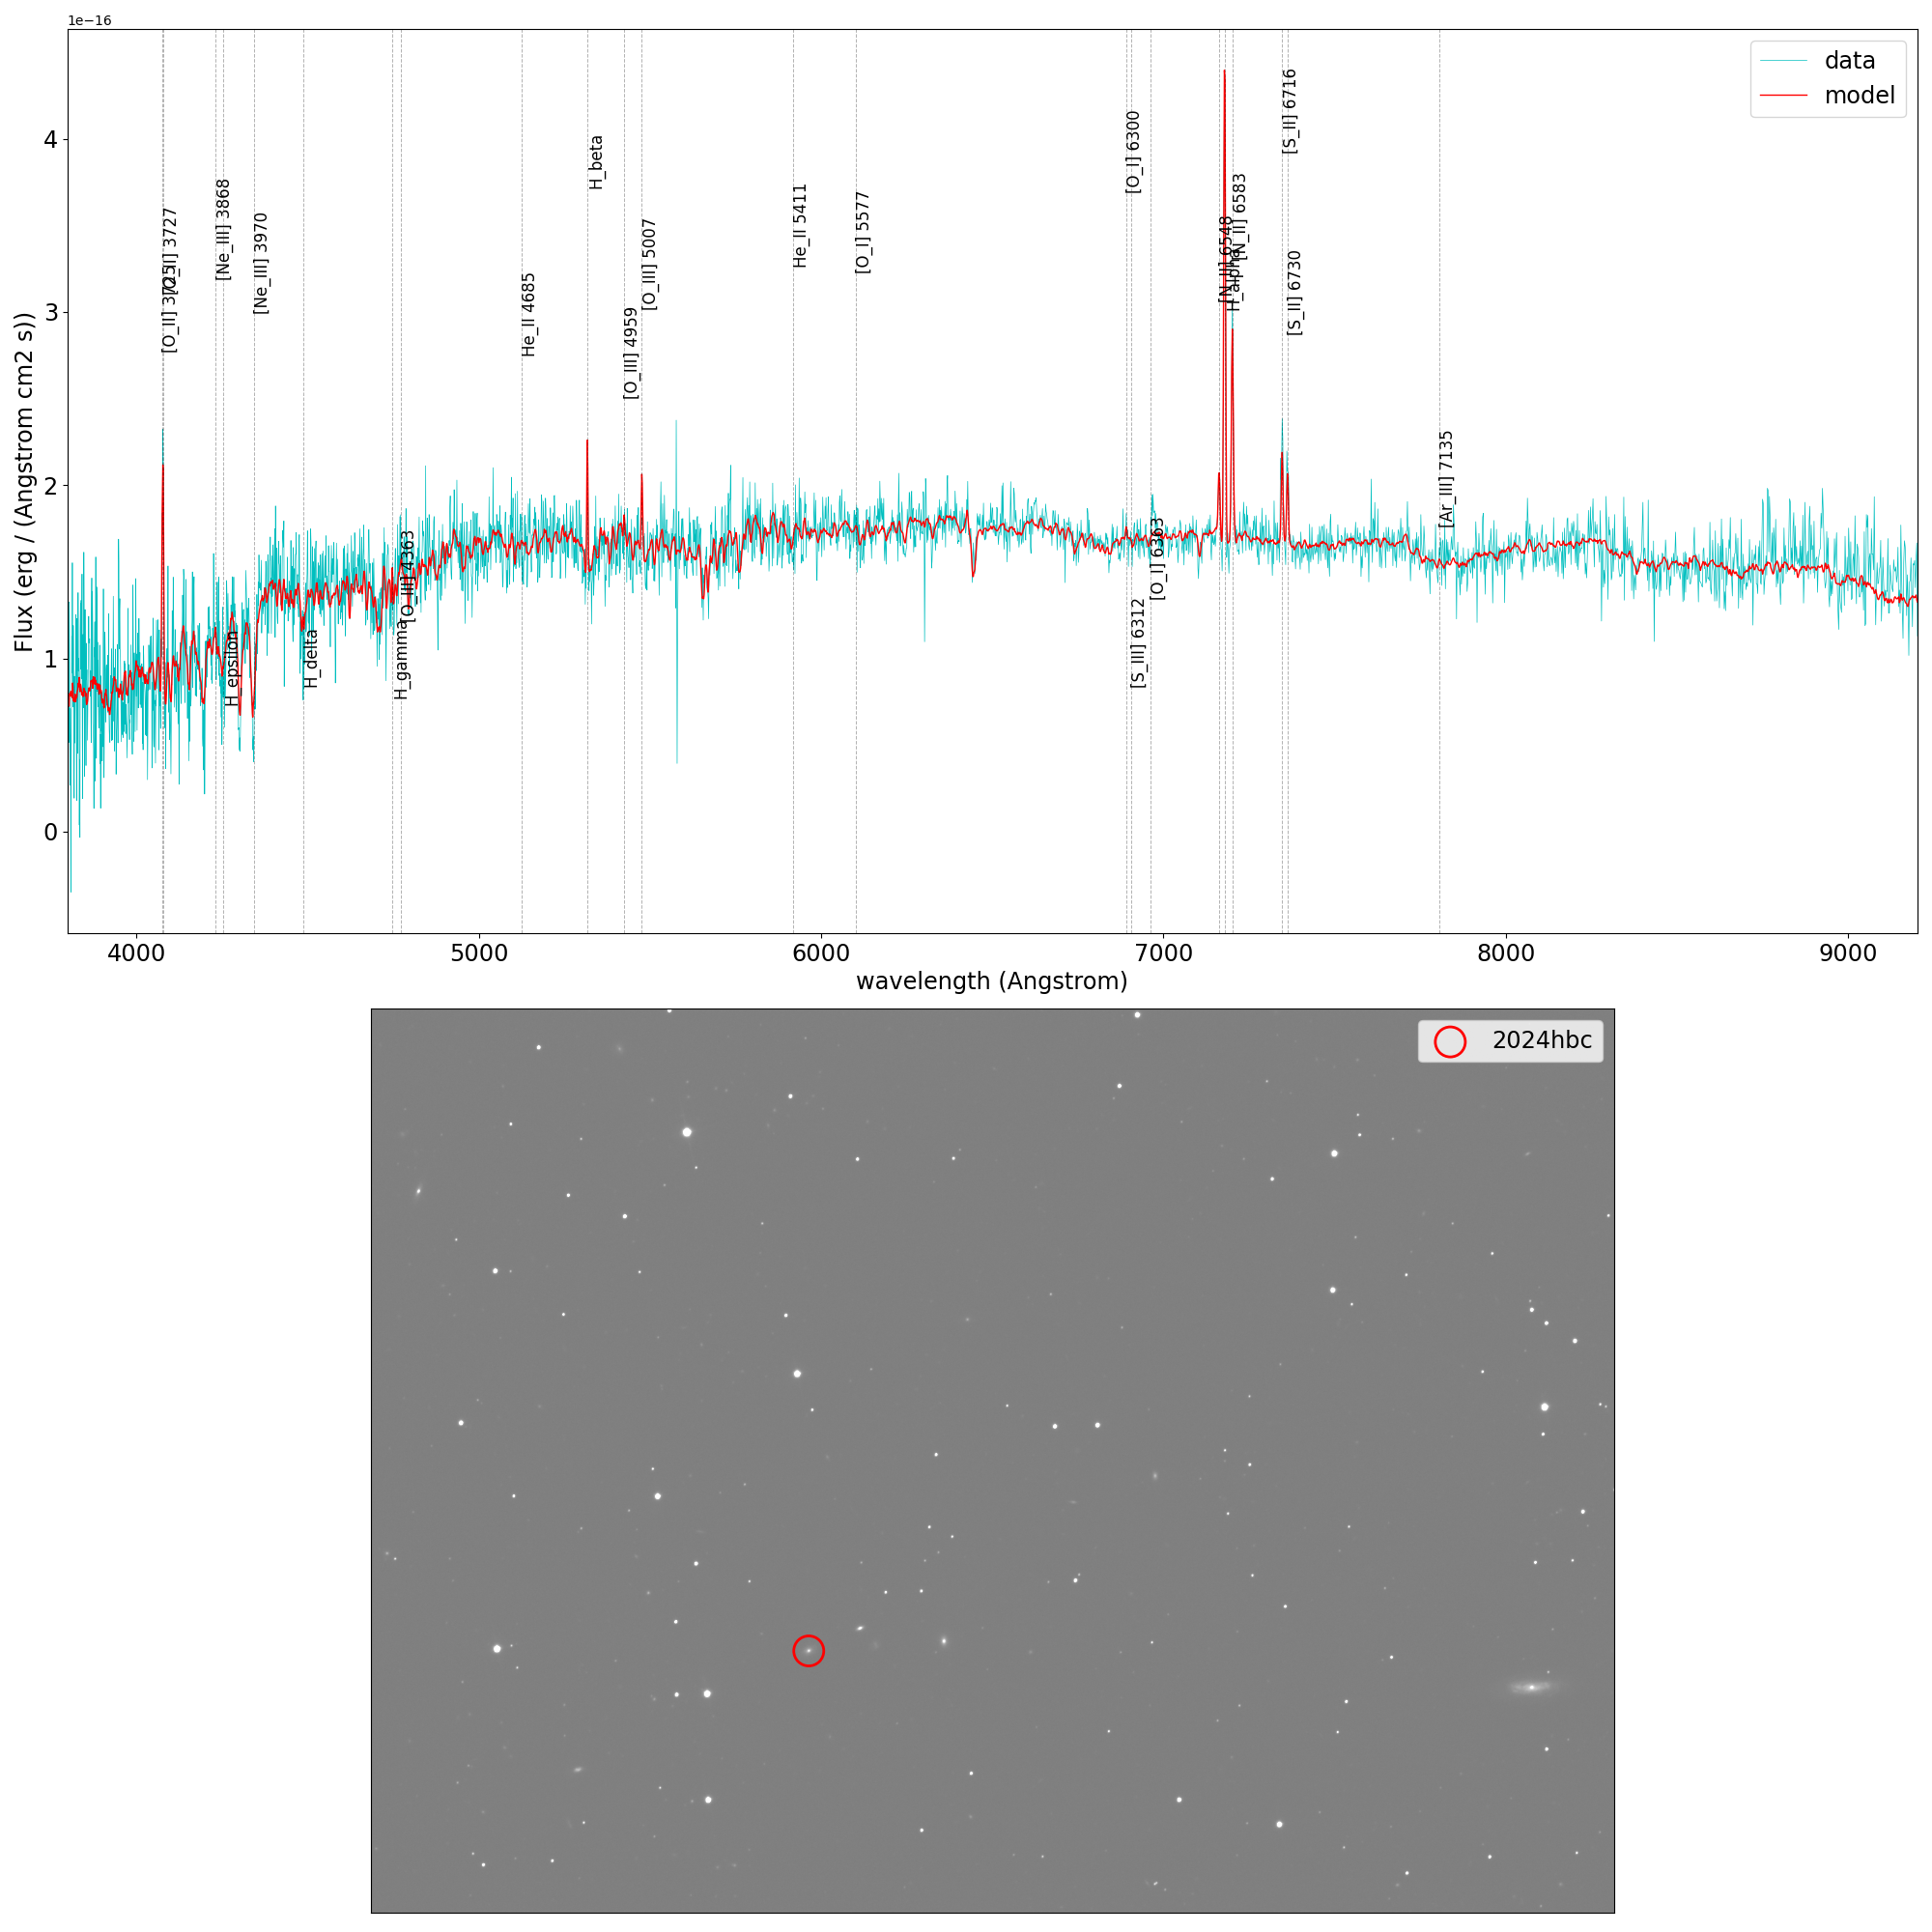 1e−16
data
model
Flux (erg / (Angstrom cm2 s))
4
3
2
1
0
[O_II] 3725
[O_II] 3727
[Ne_III] 3868
H_epsilon
[Ne_III] 3970
H_delta
H_gamma
[O_III] 4363
He_II 4685
H_beta
[O_III] 4959
[O_III] 5007
He_II 5411
[O_I] 5577
[O_I] 6300
[S_III] 6312
[O_I] 6363
[N_II] 6548
H_alpha
[N_II] 6583
[S_II] 6716
[S_II] 6730
[Ar_III] 7135
4000 5000 6000 7000 8000 9000
wavelength (Angstrom)
2024hbc